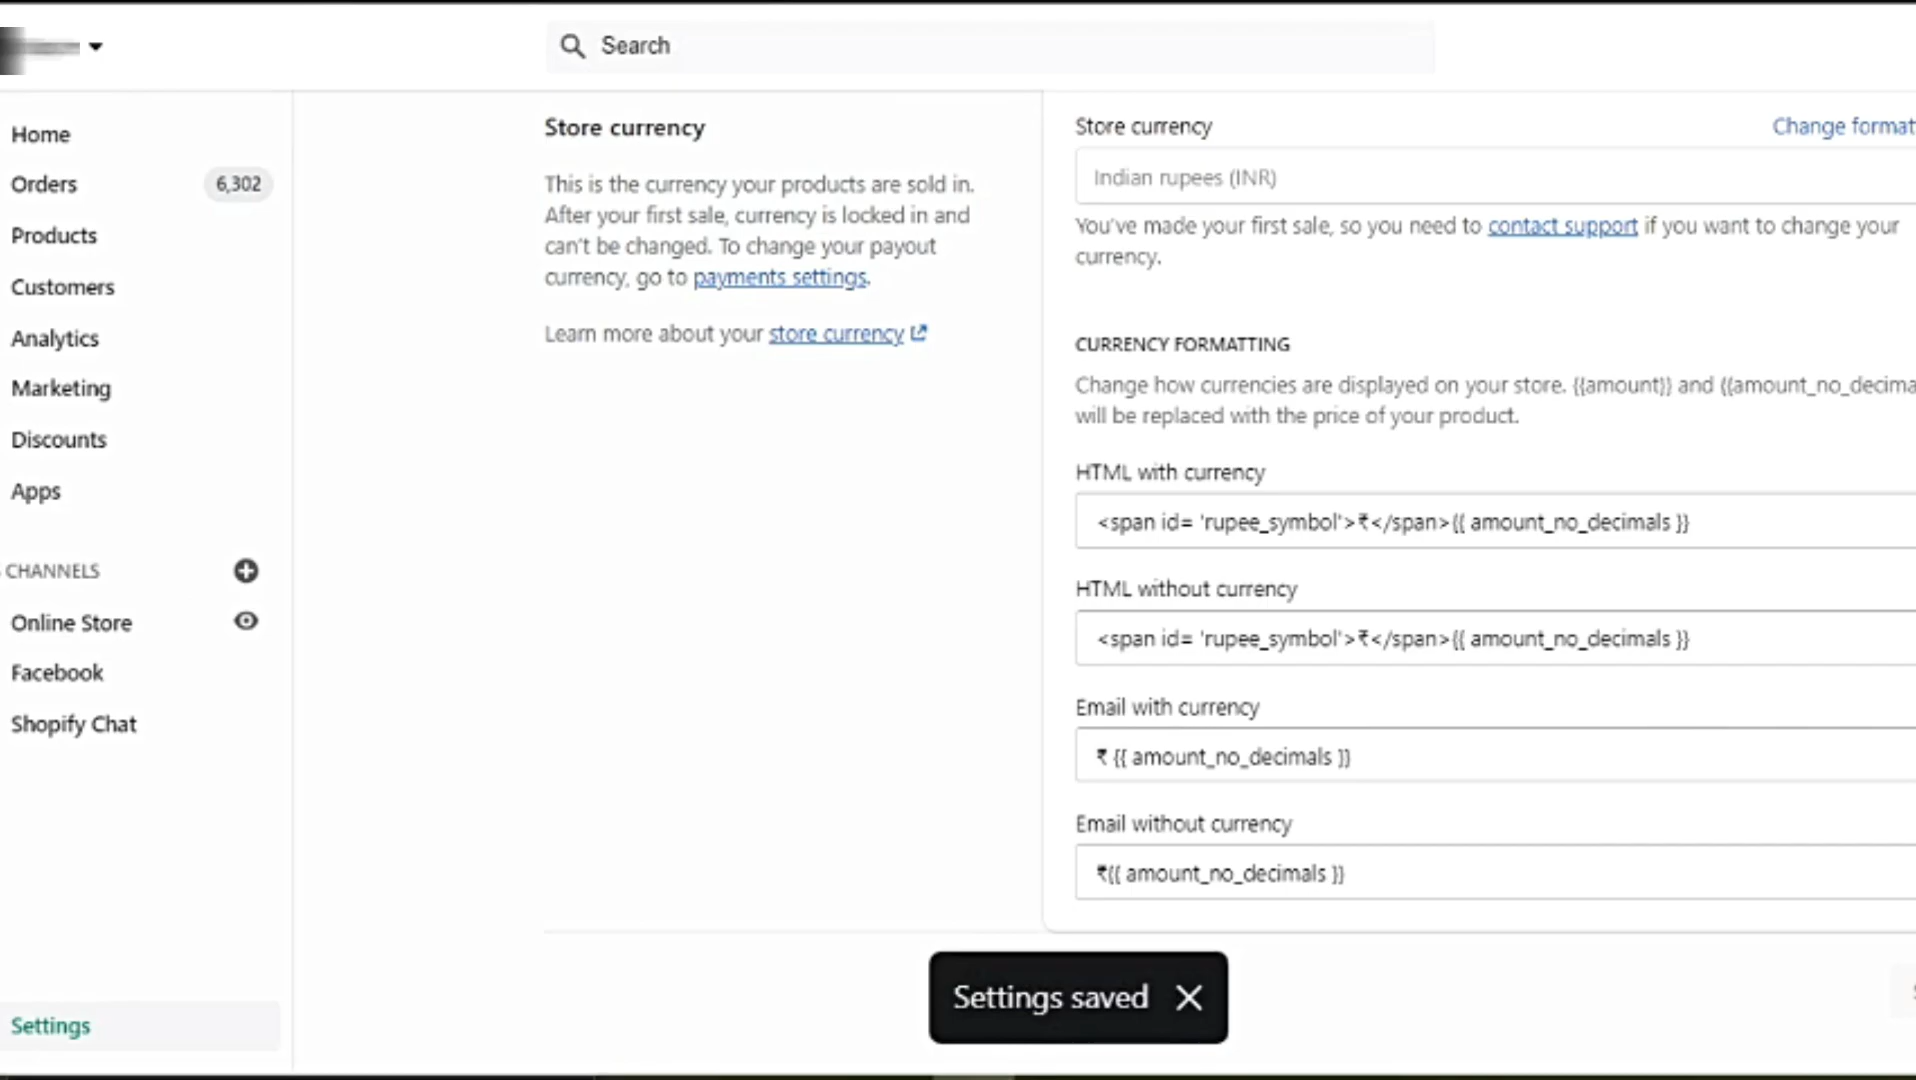 Search
Home
Orders 6,302
Products
Customers
Analytics
Marketing
Discounts
Apps
CHANNELS
Online Store
Facebook
Shopify Chat
Settings
Store currency
This is the currency your products are sold in.
After your first sale, currency is locked in and
can't be changed. To change your payout
currency, go to payments settings.
Learn more about your store currency
Store currency
Change format
Indian rupees (INR)
You've made your first sale, so you need to contact support if you want to change your
currency.
CURRENCY FORMATTING
Change how currencies are displayed on your store. {{amount}} and {{amount_no_decima
will be replaced with the price of your product.
HTML with currency
<span id= 'rupee_symbol'>₹</span>{{ amount_no_decimals }}
HTML without currency
<span id= 'rupee_symbol'>₹</span>{{ amount_no_decimals }}
Email with currency
₹ {{ amount_no_decimals }}
Email without currency
₹{{ amount_no_decimals }}
Settings saved